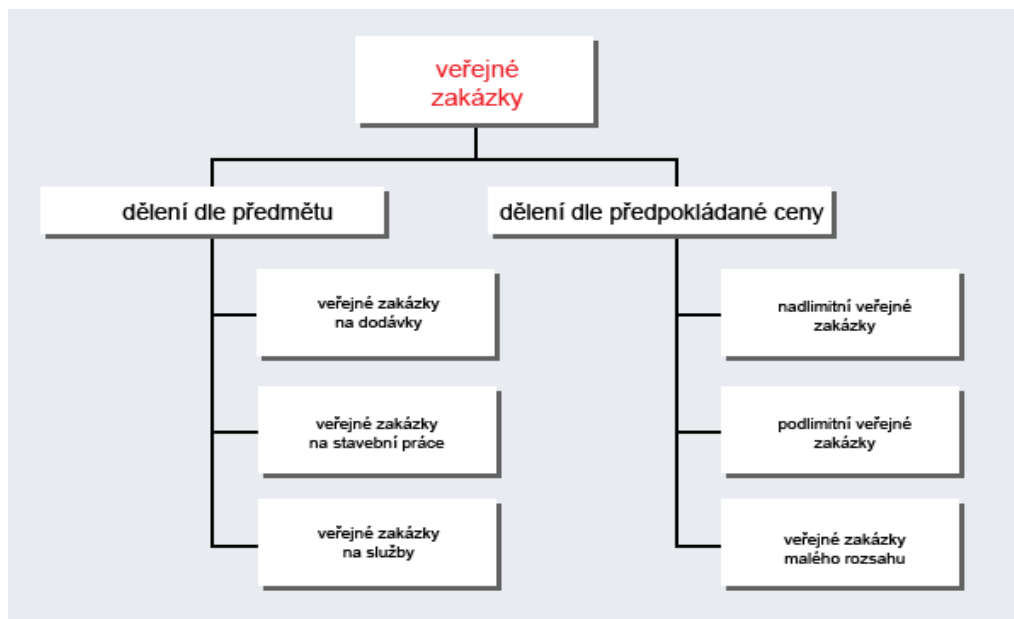 veřejné
zakázky
dělení dle předmětu
dělení dle předpokládané ceny
veřejné zakázky
na dodávky
veřejné zakázky
na stavební práce
veřejné zakázky
na služby
nadlimitní veřejné
zakázky
podlimitní veřejné
zakázky
veřejné zakázky
malého rozsahu